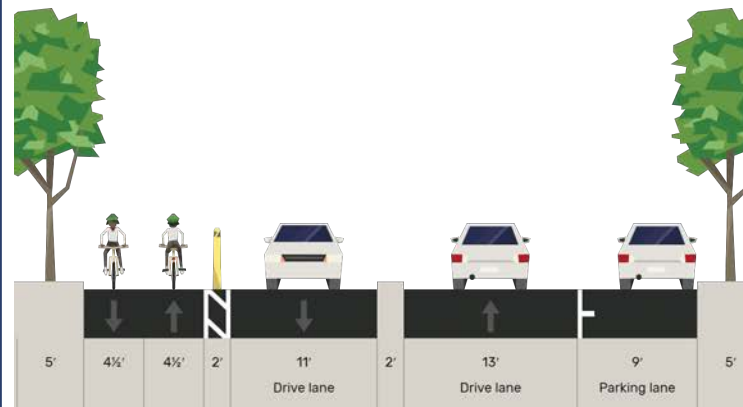 5′ 4½′ 4½′ 2′ 11′ 2′ 13′ 9′ 5′
Drive lane Drive lane Parking lane